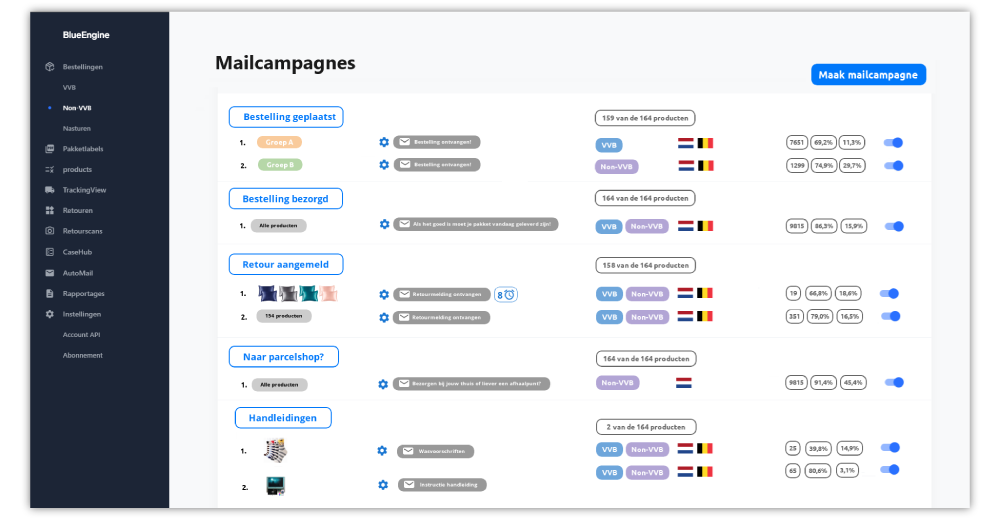 BlueEngine
Bestellingen
VVB
Non-VVB
Nasturen
Pakketlabels
products
TrackingView
Retouren
Retourscans
CaseHub
AutoMail
Rapportages
Instellingen
Account API
Abonnement
Mailcampagnes
Maak mailcampagne
Bestelling geplaatst
159 van de 164 producten
1. Groep A Bestelling ontvangen! VVB 7651 69,2% 11,3%
2. Groep B Bestelling ontvangen! Non-VVB 1299 74,9% 29,7%
Bestelling bezorgd
164 van de 164 producten
1. Alle producten Als het goed is moet je pakket vandaag geleverd zijn! VVB Non-VVB 9815 86,3% 15,9%
Retour aangemeld
158 van de 164 producten
1. Retourmelding ontvangen 8 VVB Non-VVB 19 66,8% 18,6%
2. 154 producten Retourmelding ontvangen VVB Non-VVB 351 79,0% 16,5%
Naar parcelshop?
164 van de 164 producten
1. Alle producten Bezorgen bij jouw thuis of liever een afhaalpunt? Non-VVB 9815 91,4% 45,4%
Handleidingen
2 van de 164 producten
1. Wasvoorschriften VVB Non-VVB 25 39,8% 14,9%
2. Instructie handleiding VVB Non-VVB 65 80,6% 3,1%